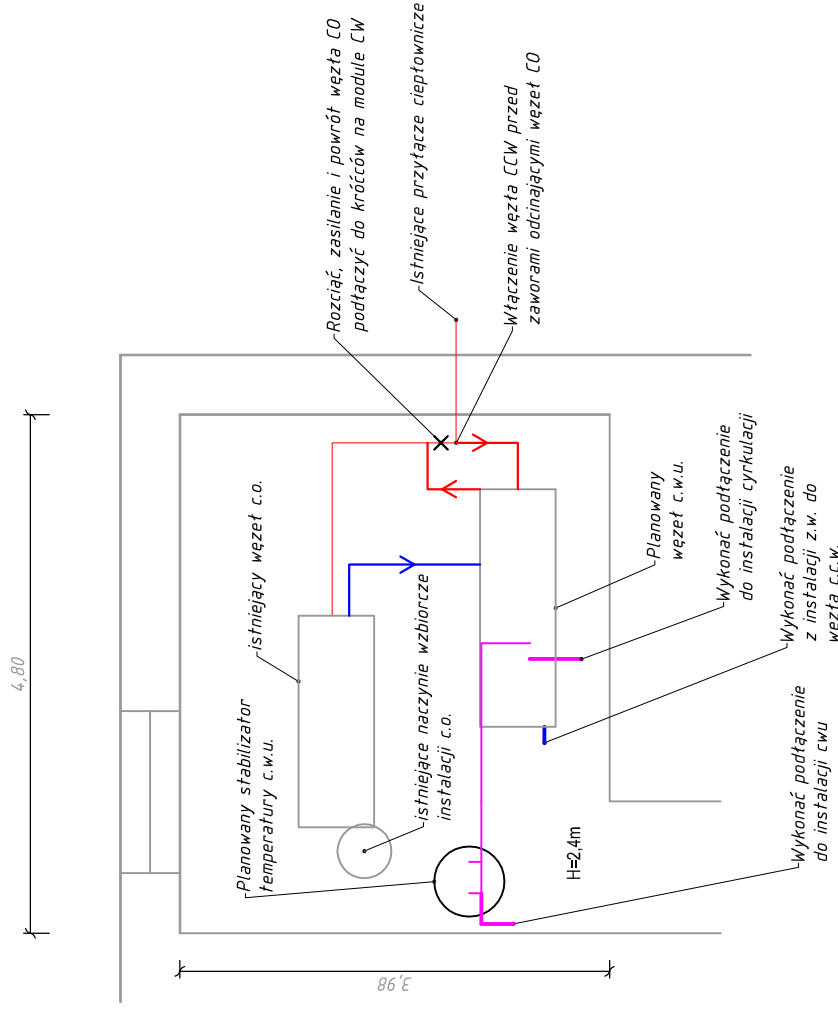 4,80
3,98
Rozciąć, zasilanie i powrót węzła CO
podłączyć do króćców na module CW
Istniejące przyłącze ciepłownicze
Włączenie węzła CCW przed
zaworami odcinającymi węzeł CO
istniejący węzeł c.o.
Planowany stabilizator
temperatury c.w.u.
istniejące naczynie wzbiorcze
instalacji c.o.
H=2,4m
Planowany
węzeł c.w.u.
Wykonać podłączenie
do instalacji cyrkulacji
Wykonać podłączenie
z instalacji z.w. do
węzła c.c.w.
Wykonać podłączenie
do instalacji cwu